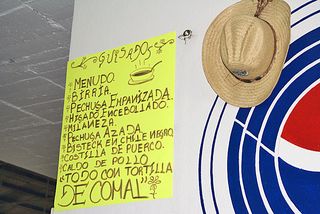 GUISADO
MENUDO.
BIRRIA.
PECHUGA EMPANIZADA.
HIGADO ENCEBOLLADO.
MILANEZA.
PECHUGA AZADA.
BISTECK EN CHILE NEGRO.
COSTILLA DE PUERCO.
CALDO DE POLLO
"TODO CON TORTILLA
DE COMAL"